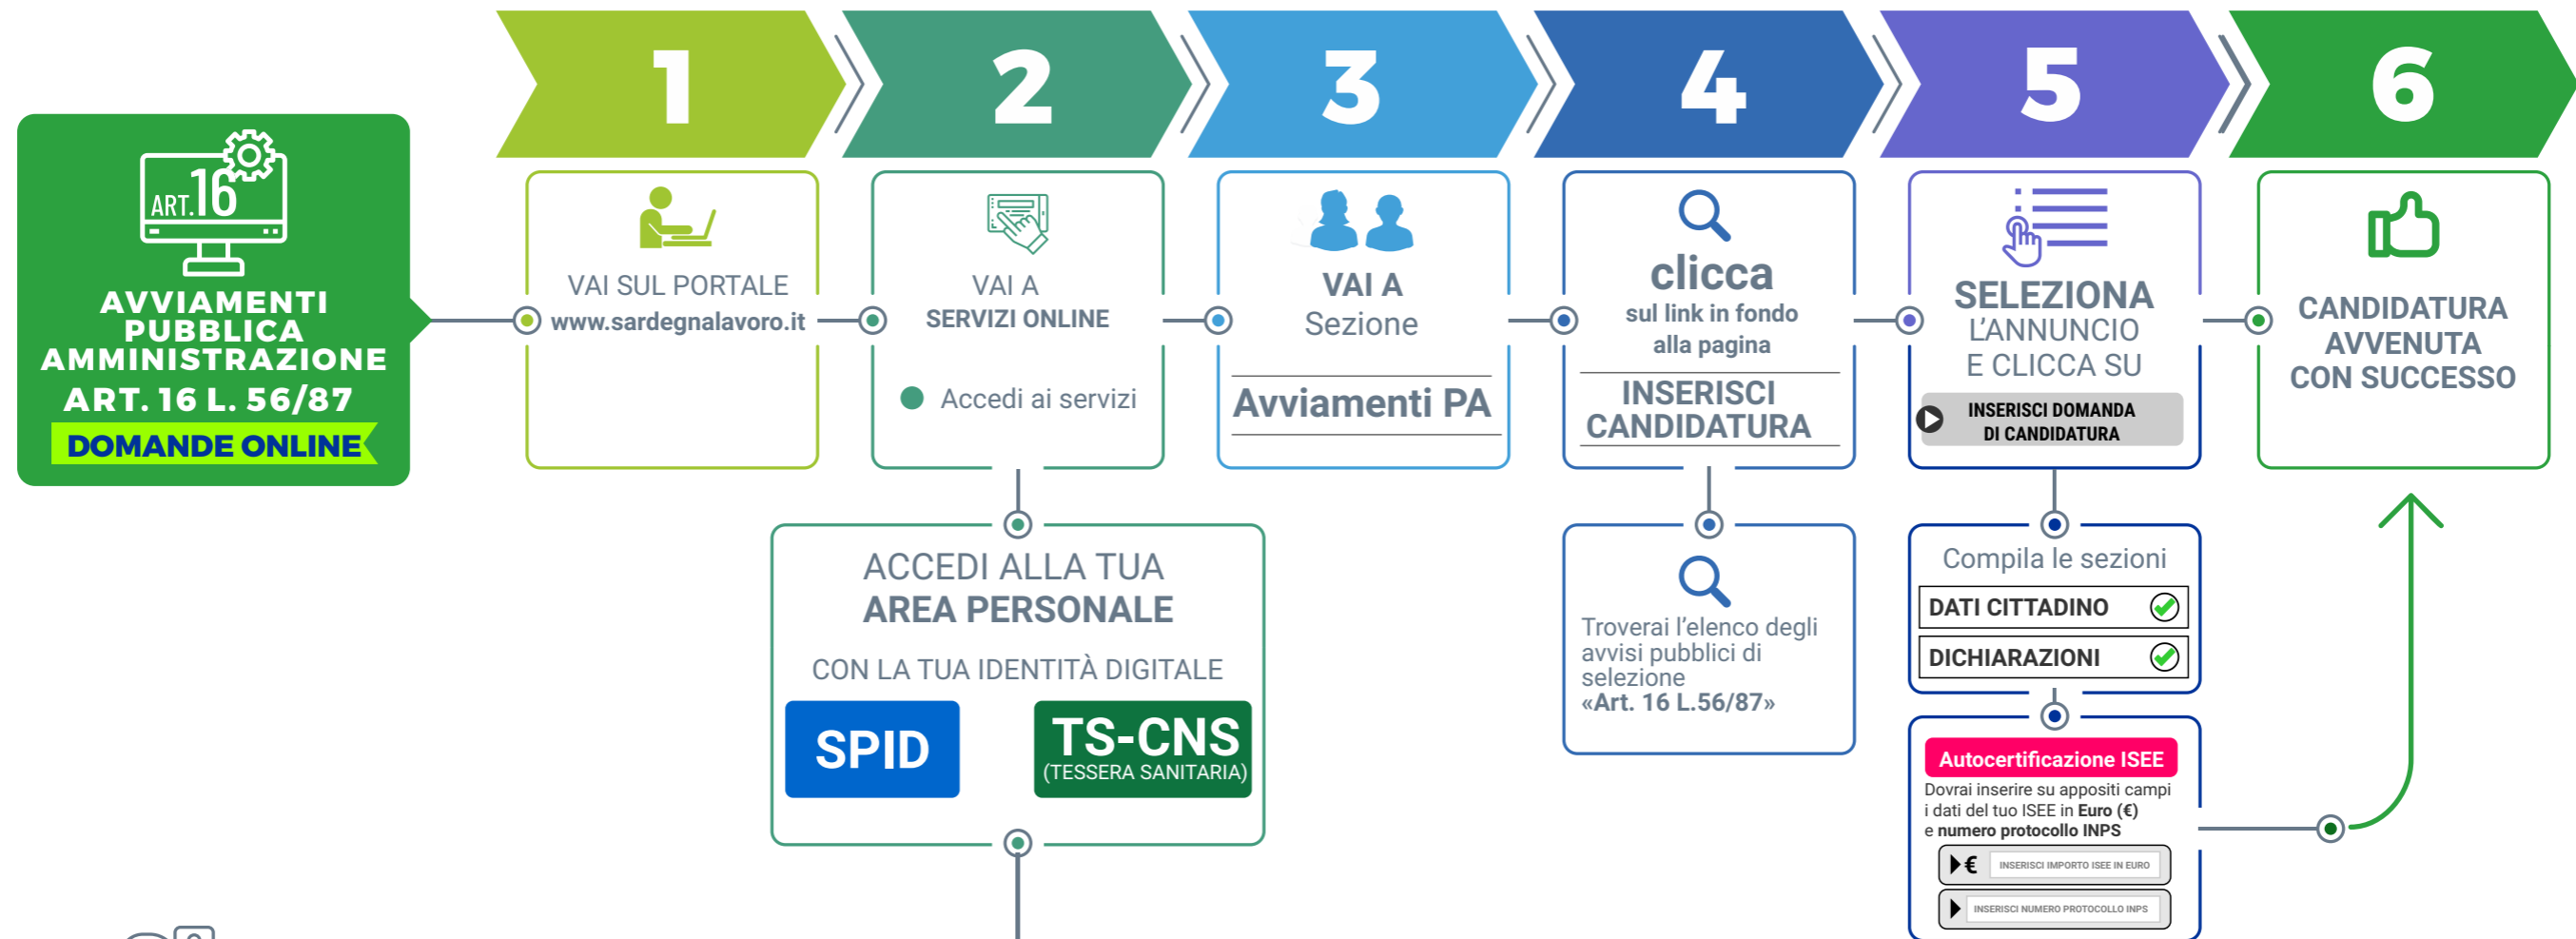 ART.16
AVVIAMENTI
PUBBLICA
AMMINISTRAZIONE
ART. 16 L. 56/87
DOMANDE ONLINE
1
VAI SUL PORTALE
www.sardegnalavoro.it
2
VAI A
SERVIZI ONLINE
Accedi ai servizi
ACCEDI ALLA TUA
AREA PERSONALE
CON LA TUA IDENTITÀ DIGITALE
SPID
TS-CNS
(TESSERA SANITARIA)
3
VAI A
Sezione
Avviamenti PA
4
clicca
sul link in fondo
alla pagina
INSERISCI
CANDIDATURA
Troverai l'elenco degli
avvisi pubblici di
selezione
«Art. 16 L.56/87»
5
SELEZIONA
L'ANNUNCIO
E CLICCA SU
INSERISCI DOMANDA
DI CANDIDATURA
Compila le sezioni
DATI CITTADINO
DICHIARAZIONI
Autocertificazione ISEE
Dovrai inserire su appositi campi
i dati del tuo ISEE in Euro (€)
e numero protocollo INPS
€ INSERISCI IMPORTO ISEE IN EURO
INSERISCI NUMERO PROTOCOLLO INPS
6
CANDIDATURA
AVVENUTA
CON SUCCESSO